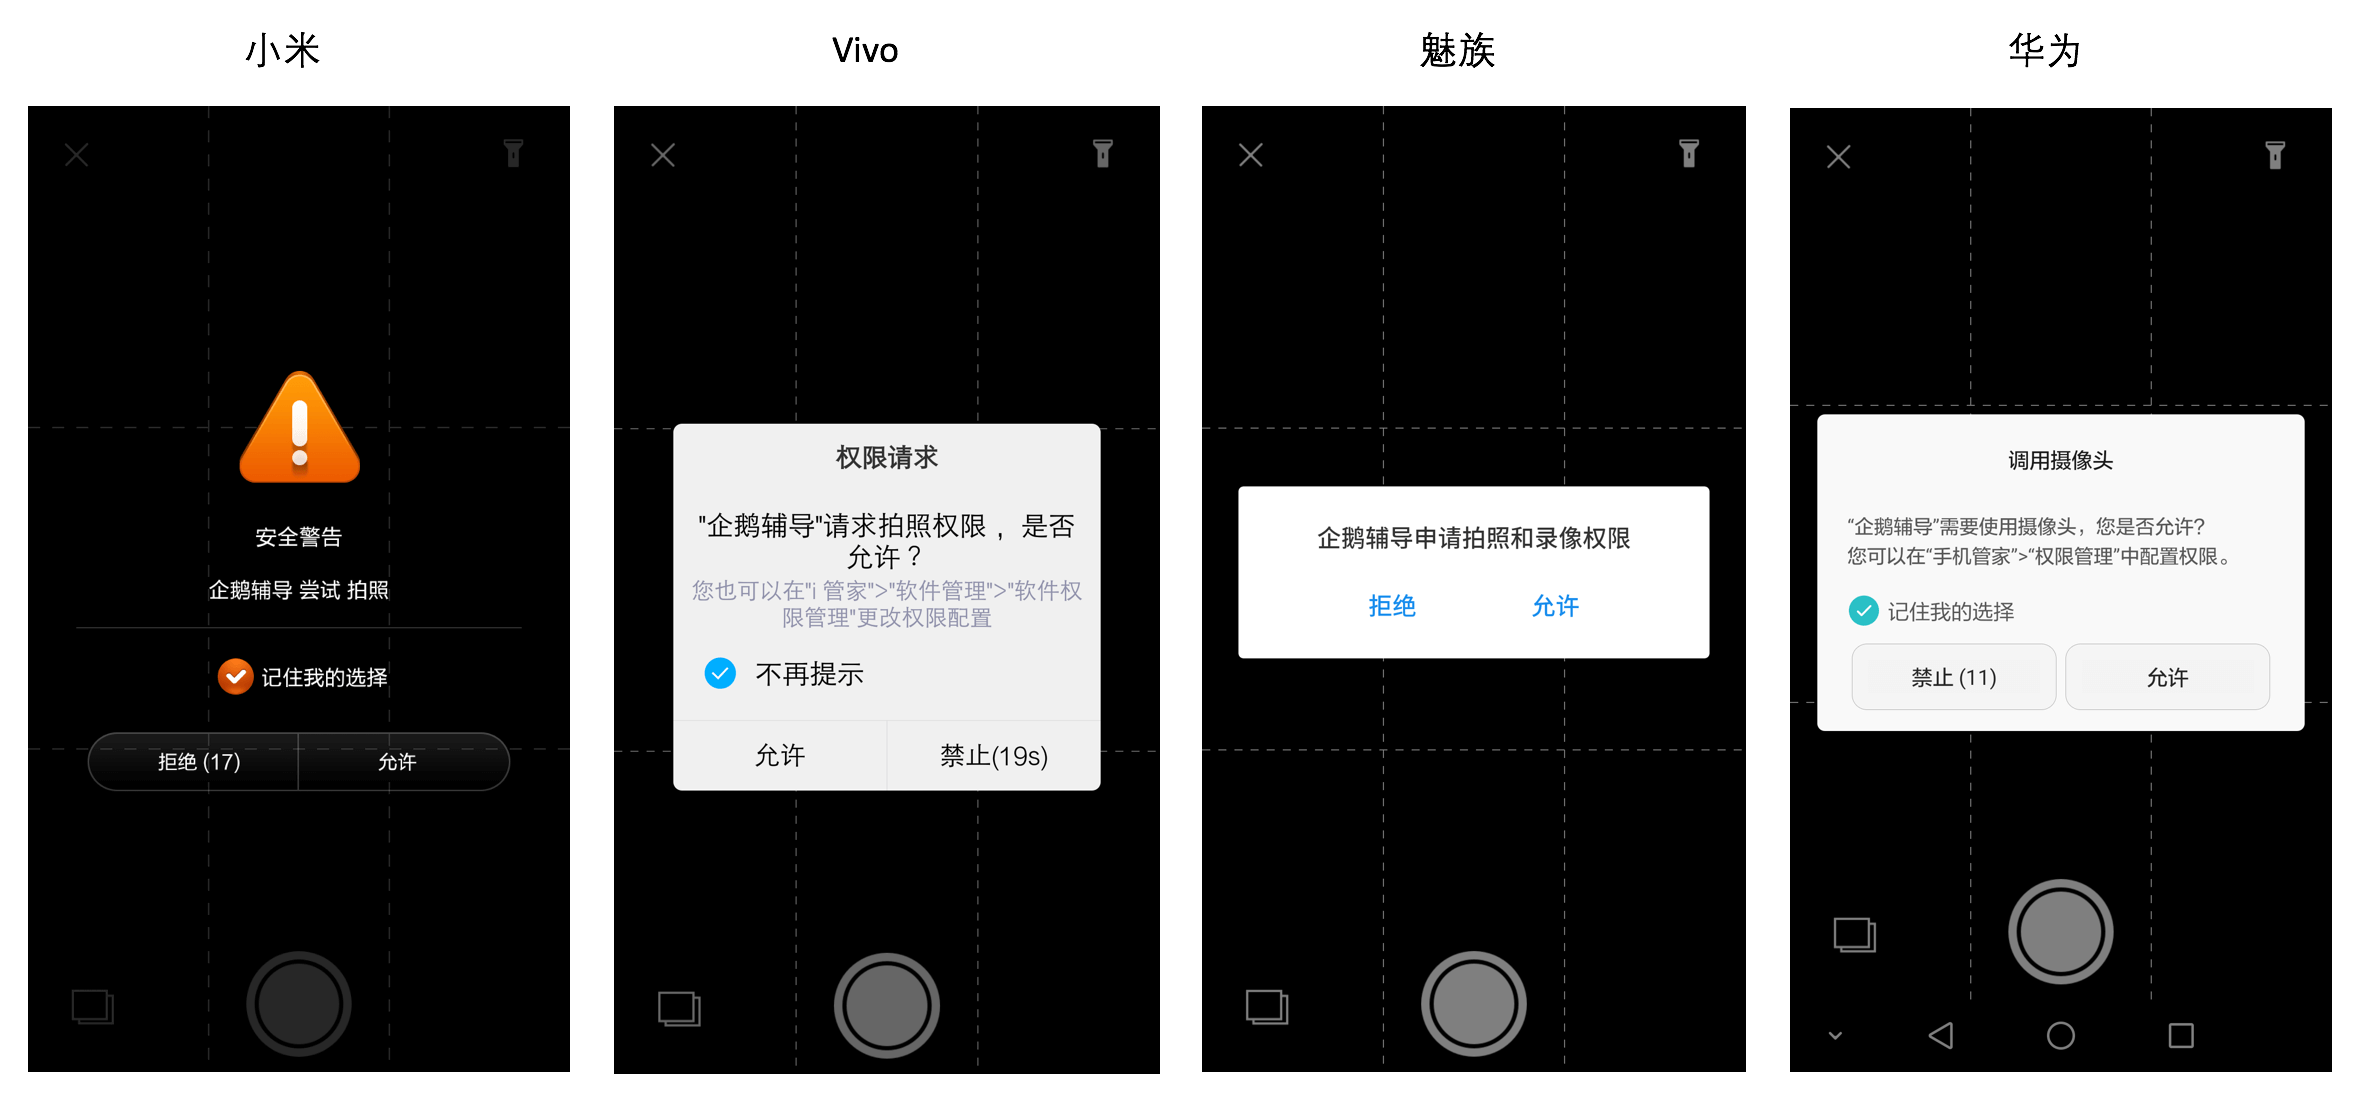 小米
Vivo
魅族
华为
安全警告
企鹅辅导 尝试 拍照
记住我的选择
拒绝 (17)
允许
权限请求
"企鹅辅导"请求拍照权限，是否
允许？
您也可以在"i 管家">"软件管理">"软件权
限管理"更改权限配置
不再提示
允许
禁止(19s)
企鹅辅导申请拍照和录像权限
拒绝
允许
调用摄像头
“企鹅辅导”需要使用摄像头，您是否允许?
您可以在“手机管家”>“权限管理”中配置权限。
记住我的选择
禁止 (11)
允许